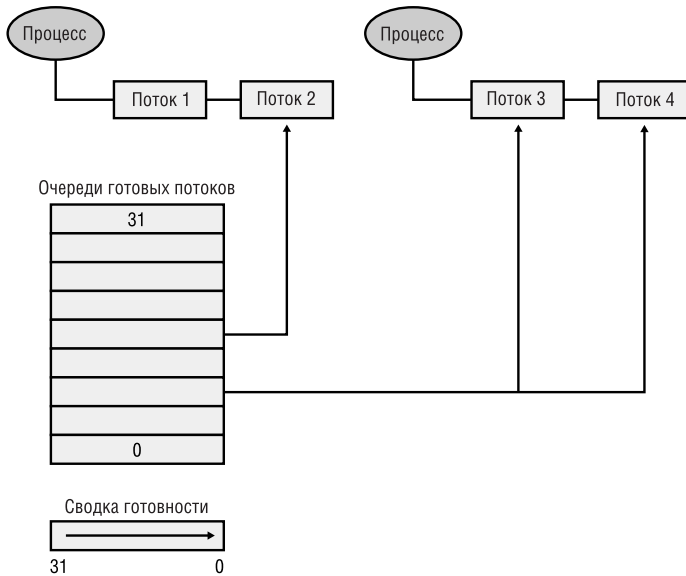 Процесс
Процесс
Поток 1
Поток 2
Поток 3
Поток 4
Очереди готовых потоков
31
0
Сводка готовности
31
0